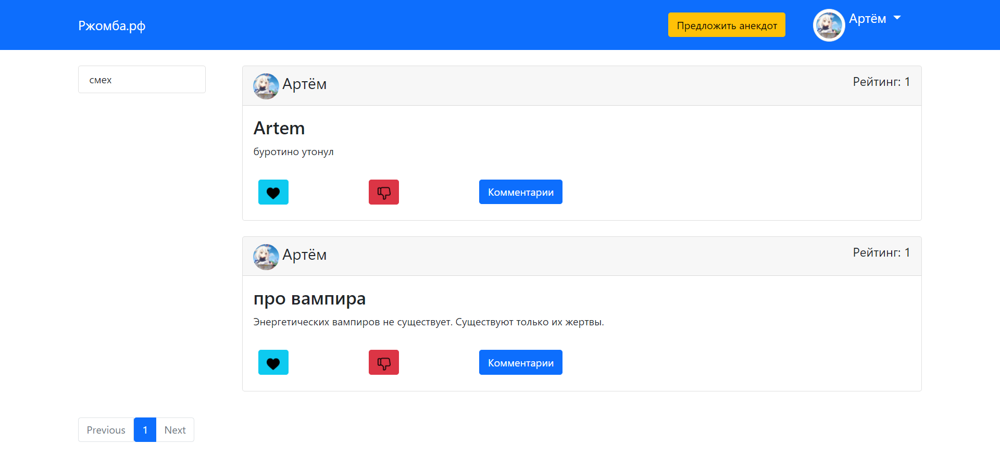 Ржомба.рф
Предложить анекдот
Артём
смех
Артём
Рейтинг: 1
Artem
буротино утонул
Комментарии
Артём
Рейтинг: 1
про вампира
Энергетических вампиров не существует. Существуют только их жертвы.
Комментарии
Previous 1 Next